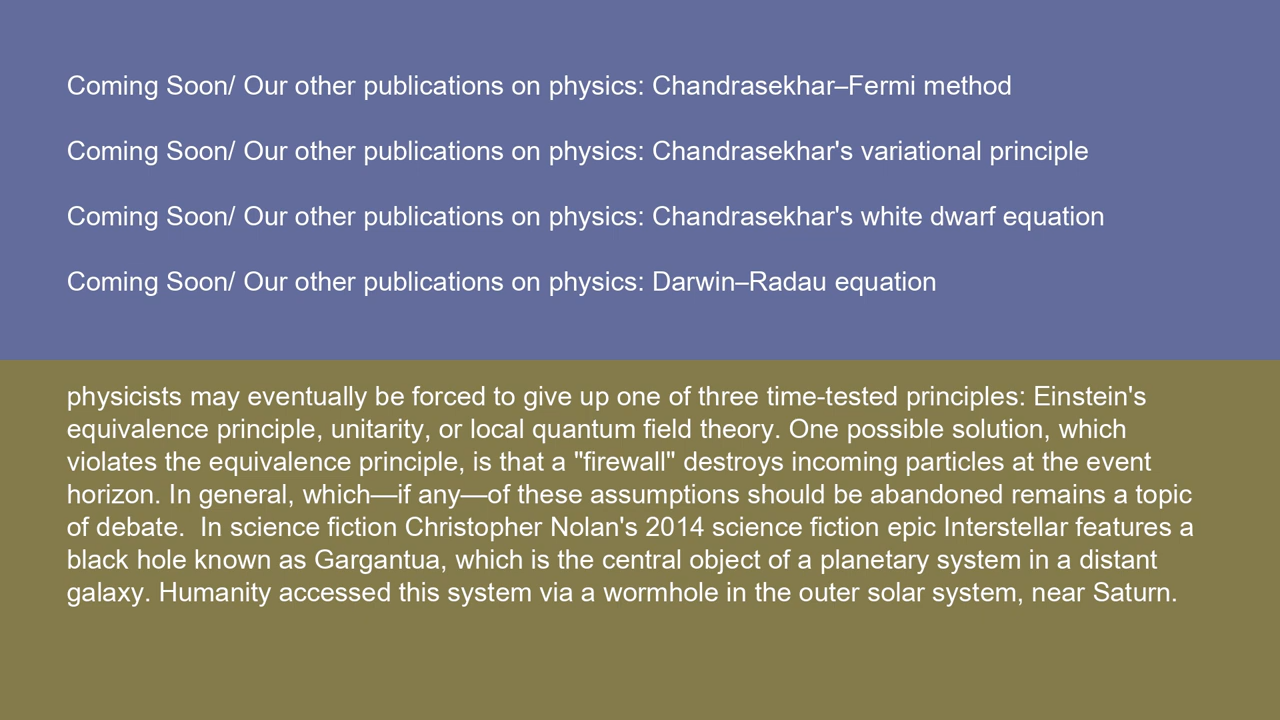 Coming Soon/ Our other publications on physics: Chandrasekhar–Fermi method
Coming Soon/ Our other publications on physics: Chandrasekhar's variational principle
Coming Soon/ Our other publications on physics: Chandrasekhar's white dwarf equation
Coming Soon/ Our other publications on physics: Darwin–Radau equation
physicists may eventually be forced to give up one of three time-tested principles: Einstein's
equivalence principle, unitarity, or local quantum field theory. One possible solution, which
violates the equivalence principle, is that a "firewall" destroys incoming particles at the event
horizon. In general, which—if any—of these assumptions should be abandoned remains a topic
of debate.  In science fiction Christopher Nolan's 2014 science fiction epic Interstellar features a
black hole known as Gargantua, which is the central object of a planetary system in a distant
galaxy. Humanity accessed this system via a wormhole in the outer solar system, near Saturn.